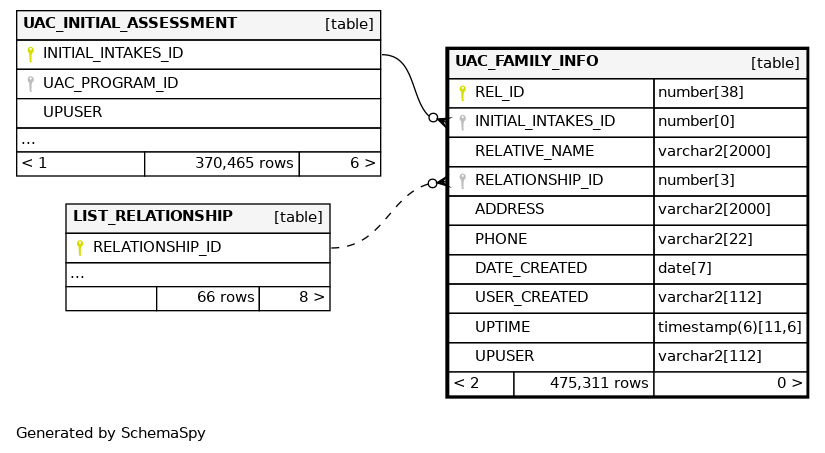 UAC_INITIAL_ASSESSMENT [table]
INITIAL_INTAKES_ID
UAC_PROGRAM_ID
UPUSER
...
< 1 370,465 rows 6 >
LIST_RELATIONSHIP [table]
RELATIONSHIP_ID
...
66 rows 8 >
UAC_FAMILY_INFO [table]
REL_ID number[38]
INITIAL_INTAKES_ID number[0]
RELATIVE_NAME varchar2[2000]
RELATIONSHIP_ID number[3]
ADDRESS varchar2[2000]
PHONE varchar2[22]
DATE_CREATED date[7]
USER_CREATED varchar2[112]
UPTIME timestamp(6)[11,6]
UPUSER varchar2[112]
< 2 475,311 rows 0 >
Generated by SchemaSpy